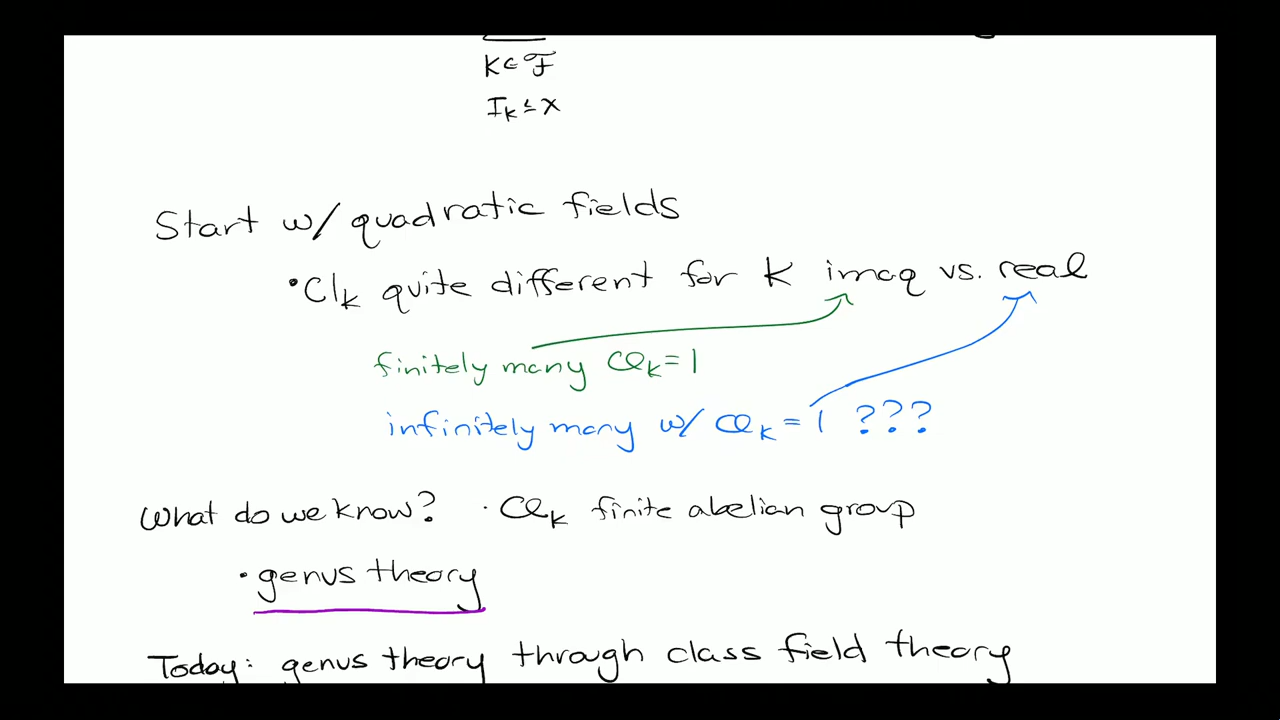 K ∈ F
I_K ≤ X
Start w/ quadratic fields
• Cl_K quite different for K imag vs. real
finitely many Cl_K = 1
infinitely many w/ Cl_K = 1 ???
What do we know? · Cl_K finite abelian group
• genus theory
Today: genus theory through class field theory